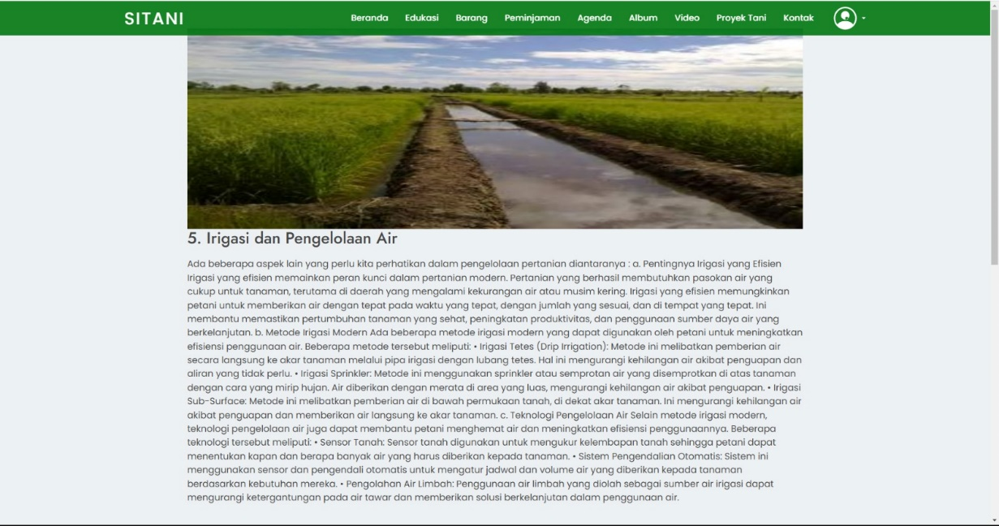 SITANI
Beranda Edukasi Barang Peminjaman Agenda Album Video Proyek Tani Kontak
5. Irigasi dan Pengelolaan Air
Ada beberapa aspek lain yang perlu kita perhatikan dalam pengelolaan pertanian diantaranya : a. Pentingnya Irigasi yang Efisien
Irigasi yang efisien memainkan peran kunci dalam pertanian modern. Pertanian yang berhasil membutuhkan pasokan air yang
cukup untuk tanaman, terutama di daerah yang mengalami kekurangan air atau musim kering. Irigasi yang efisien memungkinkan
petani untuk memberikan air dengan tepat pada waktu yang tepat, dengan jumlah yang sesuai, dan di tempat yang tepat. Ini
membantu memastikan pertumbuhan tanaman yang sehat, peningkatan produktivitas, dan penggunaan sumber daya air yang
berkelanjutan. b. Metode Irigasi Modern Ada beberapa metode irigasi modern yang dapat digunakan oleh petani untuk meningkatkan
efisiensi penggunaan air. Beberapa metode tersebut meliputi: • Irigasi Tetes (Drip Irrigation): Metode ini melibatkan pemberian air
secara langsung ke akar tanaman melalui pipa irigasi dengan lubang tetes. Hal ini mengurangi kehilangan air akibat penguapan dan
aliran yang tidak perlu. • Irigasi Sprinkler: Metode ini menggunakan sprinkler atau semprotan air yang disemprotkan di atas tanaman
dengan cara yang mirip hujan. Air diberikan dengan merata di area yang luas, mengurangi kehilangan air akibat penguapan. • Irigasi
Sub-Surface: Metode ini melibatkan pemberian air di bawah permukaan tanah, di dekat akar tanaman. Ini mengurangi kehilangan air
akibat penguapan dan memberikan air langsung ke akar tanaman. c. Teknologi Pengelolaan Air Selain metode irigasi modern,
teknologi pengelolaan air juga dapat membantu petani menghemat air dan meningkatkan efisiensi penggunaannya. Beberapa
teknologi tersebut meliputi: • Sensor Tanah: Sensor tanah digunakan untuk mengukur kelembapan tanah sehingga petani dapat
menentukan kapan dan berapa banyak air yang harus diberikan kepada tanaman. • Sistem Pengendalian Otomatis: Sistem ini
menggunakan sensor dan pengendali otomatis untuk mengatur jadwal dan volume air yang diberikan kepada tanaman
berdasarkan kebutuhan mereka. • Pengolahan Air Limbah: Penggunaan air limbah yang diolah sebagai sumber air irigasi dapat
mengurangi ketergantungan pada air tawar dan memberikan solusi berkelanjutan dalam penggunaan air.